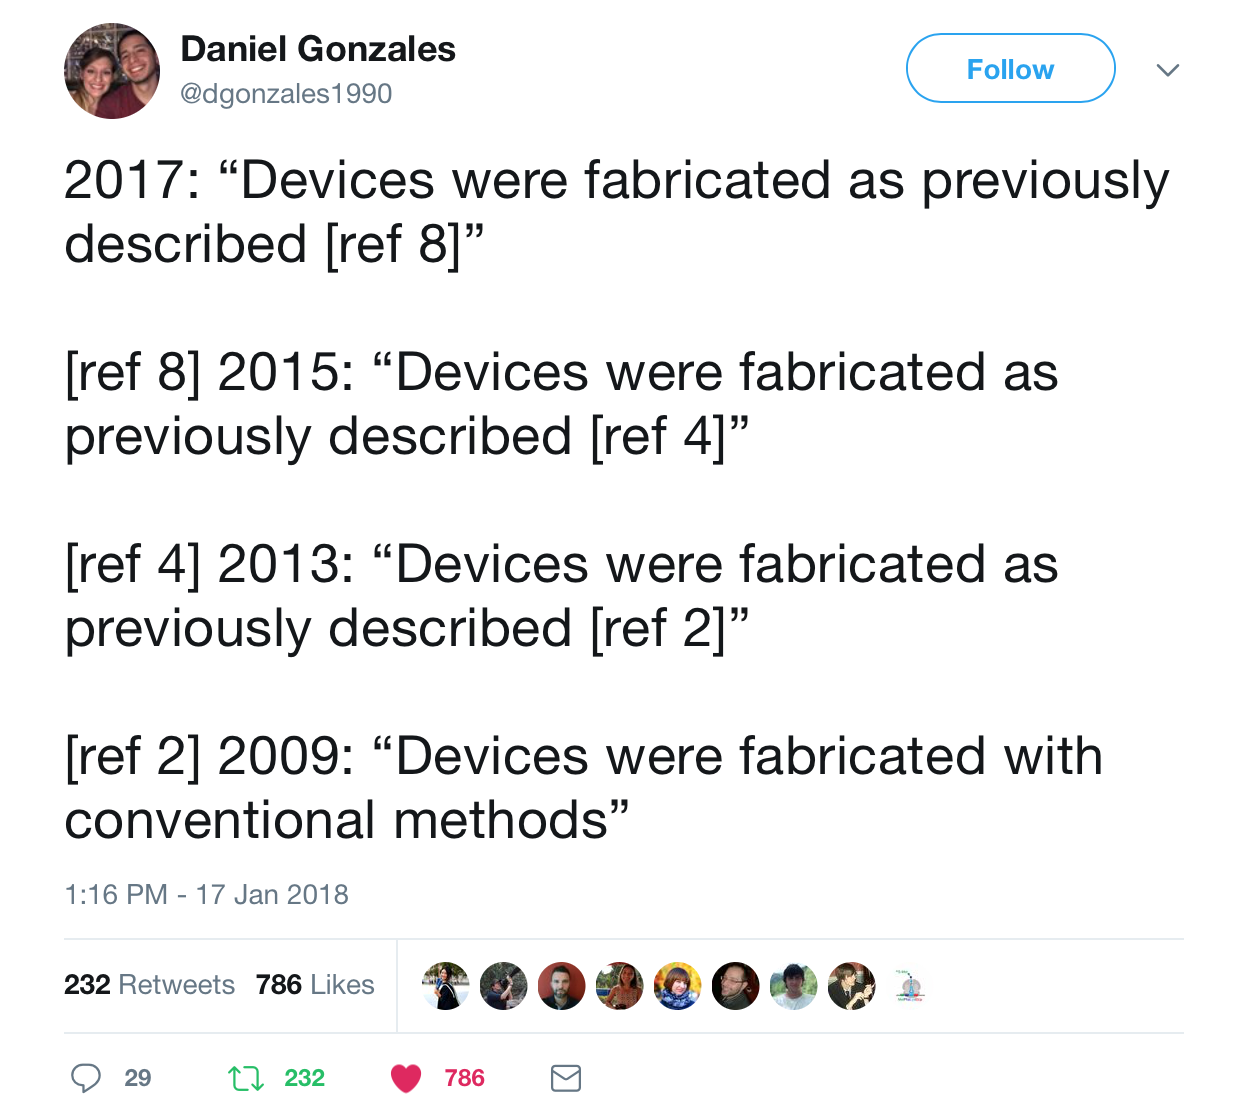 Daniel Gonzales
@dgonzales1990
Follow
2017: “Devices were fabricated as previously
described [ref 8]”
[ref 8] 2015: “Devices were fabricated as
previously described [ref 4]”
[ref 4] 2013: “Devices were fabricated as
previously described [ref 2]”
[ref 2] 2009: “Devices were fabricated with
conventional methods”
1:16 PM - 17 Jan 2018
232 Retweets 786 Likes
29 232 786